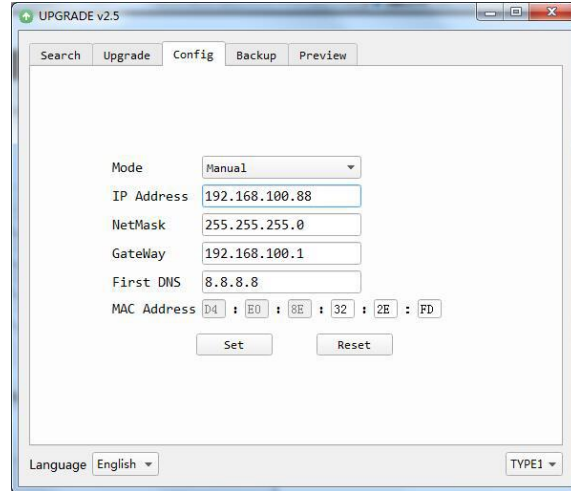 UPGRADE v2.5
Search Upgrade Config Backup Preview
Mode Manual
IP Address 192.168.100.88
NetMask 255.255.255.0
GateWay 192.168.100.1
First DNS 8.8.8.8
MAC Address D4 : E0 : 8E : 32 : 2E : FD
Set Reset
Language English TYPE1